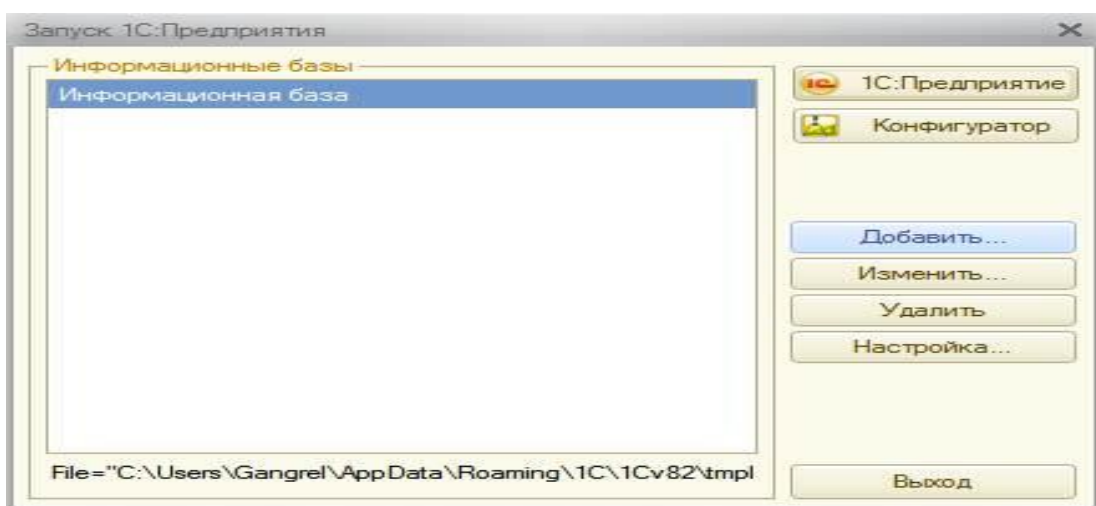 Запуск 1С:Предприятия
Информационные базы
Информационная база
1С:Предприятие
Конфигуратор
Добавить...
Изменить...
Удалить
Настройка...
File="C:\Users\Gangrel\AppData\Roaming\1C\1Cv82\tmpl
Выход